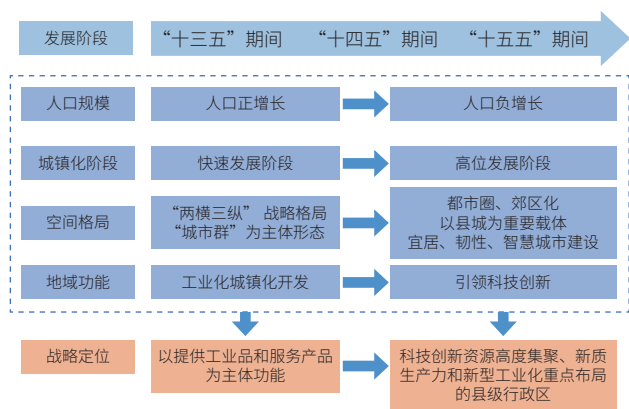 发展阶段
“十三五”期间 “十四五”期间 “十五五”期间
人口规模
人口正增长
人口负增长
城镇化阶段
快速发展阶段
高位发展阶段
空间格局
“两横三纵” 战略格局
“城市群”为主体形态
都市圈、郊区化
以县城为重要载体
宜居、韧性、智慧城市建设
地域功能
工业化城镇化开发
引领科技创新
战略定位
以提供工业品和服务产品
为主体功能
科技创新资源高度集聚、新质
生产力和新型工业化重点布局
的县级行政区